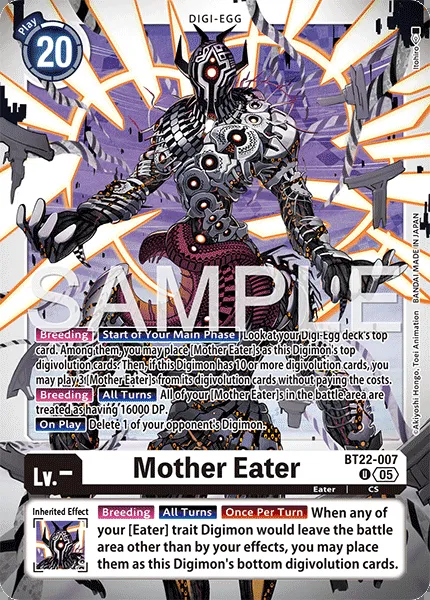 DIGI-EGG
Play
20
Itohiro
SAMPLE
Breeding Start of Your Main Phase Look at your Digi-Egg deck's top
card. Among them, you may place [Mother Eater] as this Digimon's top
digivolution cards. Then, if this Digimon has 10 or more digivolution cards, you
may play 3 [Mother Eater]s from its digivolution cards without paying the costs.
Breeding All Turns All of your [Mother Eater]s in the battle area are
treated as having 16000 DP.
On Play Delete 1 of your opponent's Digimon.
©Akiyoshi Hongo, Toei Animation BANDAI MADE IN JAPAN
Lv.-
Mother Eater
BT22-007
U 05
Eater CS
Inherited Effect
Breeding All Turns Once Per Turn When any of
your [Eater] trait Digimon would leave the battle
area other than by your effects, you may place
them as this Digimon's bottom digivolution cards.